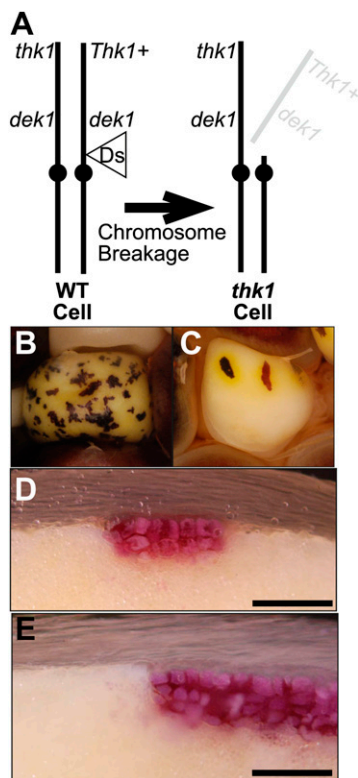 A
thk1 Thk1+ thk1 Thk1+
dek1 dek1 dek1 dek1
Ds
Chromosome
Breakage
WT
Cell
thk1
Cell
B C
D
E